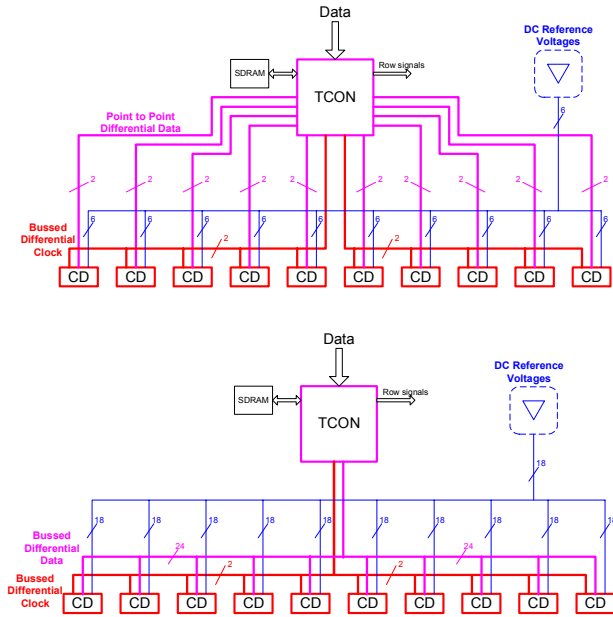 Data
DC Reference
Voltages
SDRAM
Row signals
TCON
Point to Point
Differential Data
6
2 2 2 2 2 2 2 2 2 2
6 6 6 6 6 6 6 6 6 6
Bussed
Differential
Clock
2 2
CD CD CD CD CD CD CD CD CD CD
Data
DC Reference
Voltages
SDRAM
Row signals
TCON
18
18 18 18 18 18 18 18 18 18 18
Bussed
Differential
Data
24 24
Bussed
Differential
Clock
2 2
CD CD CD CD CD CD CD CD CD CD